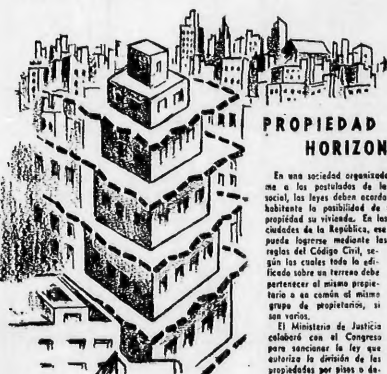 PROPIEDAD
HORIZON
En una sociedad organizada
me a los postulados de la
social, las leyes deben acorda
habitante la posibilidad de
propiedad su vivienda. En las
ciudades de la República, ese
puede lograrse mediante las
reglas del Código Civil, se-
gún las cuales todo lo edi-
ficado sobre un terreno debe
pertenecer al mismo propie-
tario o en común al mismo
grupo de propietarios, si
son varios.
El Ministerio de Justicia
colaboró con el Congreso
para sancionar la ley que
autoriza la división de las
propiedades por pisos o de-